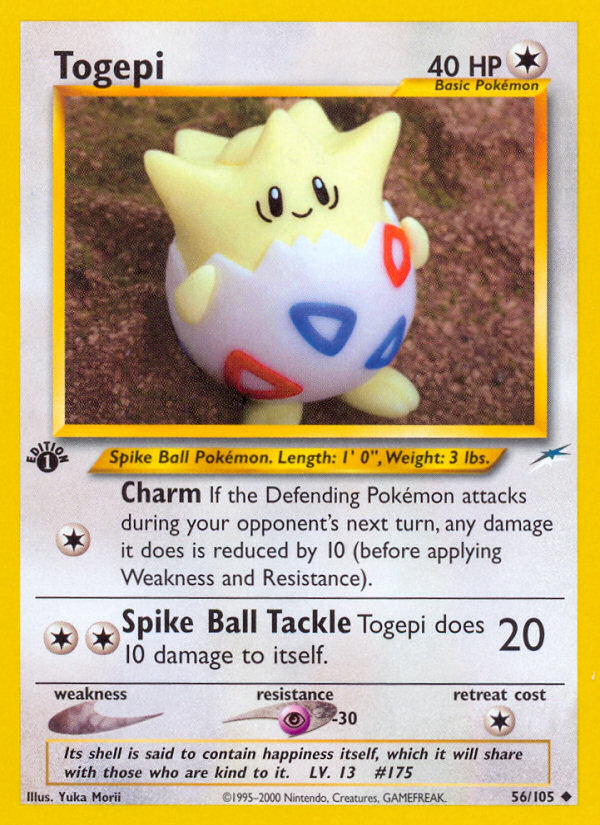 Togepi
40 HP
Basic Pokémon
EDITION
1
Spike Ball Pokémon. Length: 1' 0", Weight: 3 lbs.
Charm If the Defending Pokémon attacks
during your opponent's next turn, any damage
it does is reduced by 10 (before applying
Weakness and Resistance).
Spike Ball Tackle Togepi does 20
10 damage to itself.
weakness resistance retreat cost
-30
Its shell is said to contain happiness itself, which it will share
with those who are kind to it. LV. 13 #175
Illus. Yuka Morii ©1995–2000 Nintendo, Creatures, GAMEFREAK. 56/105